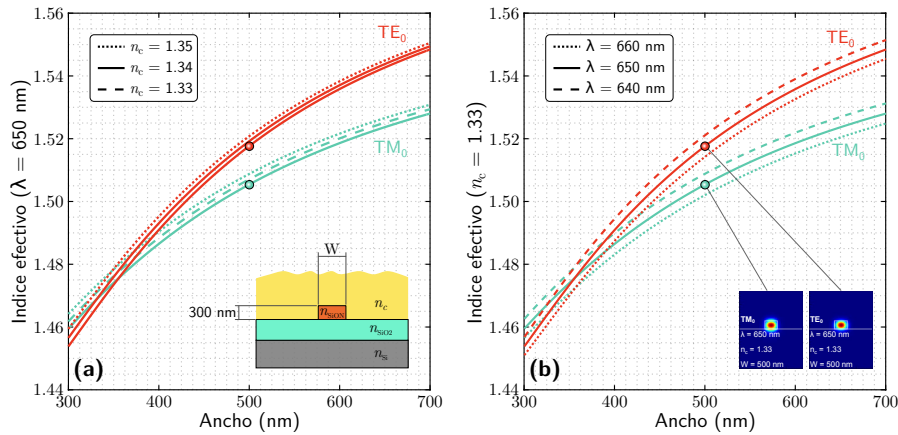 Indice efectivo (λ = 650 nm)
1.56
1.54
1.52
1.50
1.48
1.46
1.44
n_c = 1.35
n_c = 1.34
n_c = 1.33
TE₀
TM₀
W
300 nm
n_c
n_SiON
n_SiO2
n_Si
(a)
300 400 500 600 700
Ancho (nm)
Indice efectivo (n_c = 1.33)
1.56
1.54
1.52
1.50
1.48
1.46
1.44
λ = 660 nm
λ = 650 nm
λ = 640 nm
TE₀
TM₀
TM₀
λ = 650 nm
n_c = 1.33
W = 500 nm
TE₀
λ = 650 nm
n_c = 1.33
W = 500 nm
(b)
300 400 500 600 700
Ancho (nm)